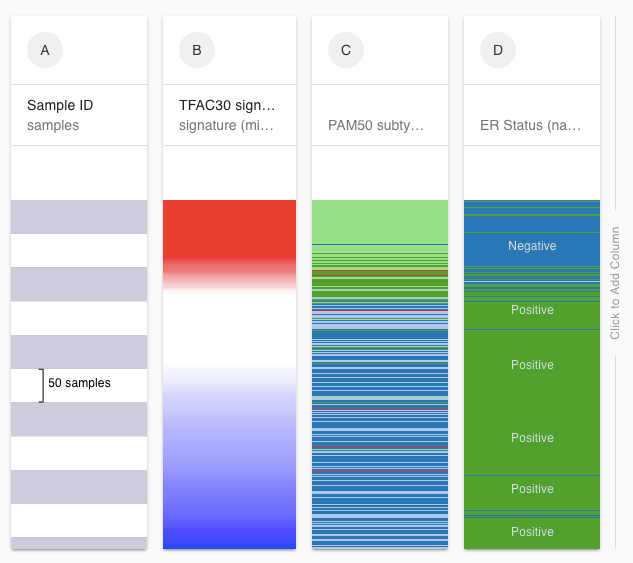 A
B
C
D
Sample ID
samples
TFAC30 sign…
signature (mi…
PAM50 subty…
ER Status (na…
50 samples
Negative
Positive
Positive
Positive
Positive
Positive
Click to Add Column